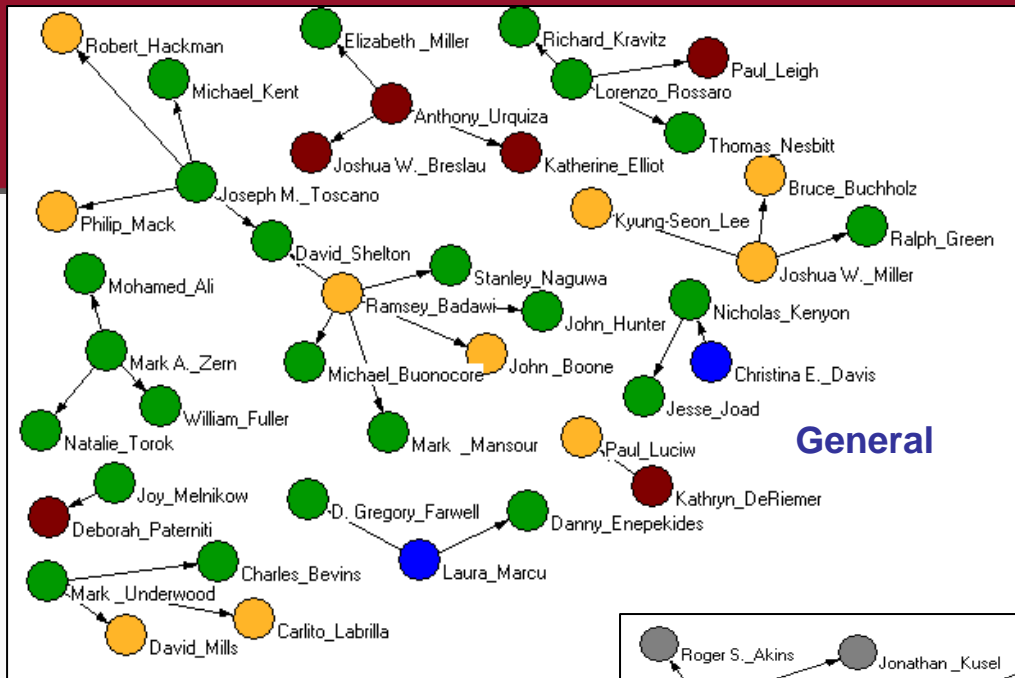 Robert_Hackman
Elizabeth _Miller
Richard_Kravitz
Paul_Leigh
Michael_Kent
Lorenzo_Rossaro
Anthony_Urquiza
Thomas_Nesbitt
Joshua W._Breslau
Katherine_Elliot
Bruce_Buchholz
Joseph M._Toscano
Philip_Mack
Kyung-Seon_Lee
Ralph_Green
David_Shelton
Joshua W._Miller
Mohamed_Ali
Stanley_Naguwa
Ramsey_Badawi
Nicholas_Kenyon
John_Hunter
Mark A._Zern
Michael_Buonocore
John _Boone
Christina E._Davis
Jesse_Joad
William_Fuller
Natalie_Torok
Mark _Mansour
Paul_Luciw
General
Joy_Melnikow
Kathryn_DeRiemer
D. Gregory_Farwell
Danny_Enepekides
Deborah_Paterniti
Charles_Bevins
Laura_Marcu
Mark _Underwood
Carlito_Labrilla
David_Mills
Roger S._Akins
Jonathan _Kusel